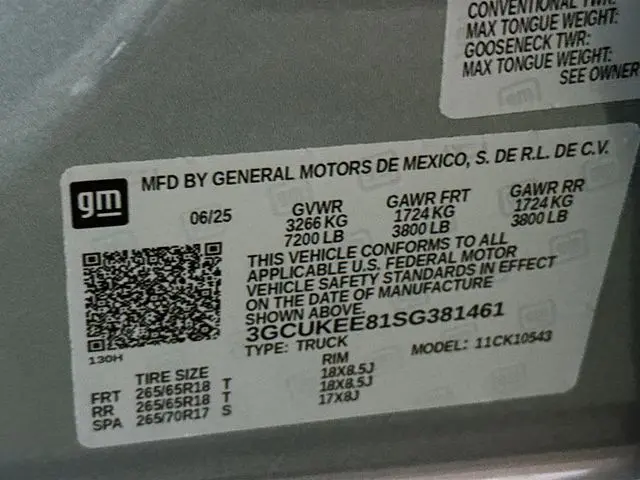 CONVENTIONAL TWR:
MAX TONGUE WEIGHT:
GOOSENECK TWR:
MAX TONGUE WEIGHT:
SEE OWNER
gm
MFD BY GENERAL MOTORS DE MEXICO, S. DE R.L. DE C.V.
06/25 GVWR GAWR FRT GAWR RR
3266 KG 1724 KG 1724 KG
7200 LB 3800 LB 3800 LB
THIS VEHICLE CONFORMS TO ALL
APPLICABLE U.S. FEDERAL MOTOR
VEHICLE SAFETY STANDARDS IN EFFECT
ON THE DATE OF MANUFACTURE
SHOWN ABOVE.
3GCUKEE81SG381461
TYPE: TRUCK MODEL: 11CK10543
130H
TIRE SIZE RIM
FRT 265/65R18 T 18X8.5J
RR 265/65R18 T 18X8.5J
SPA 265/70R17 S 17X8J